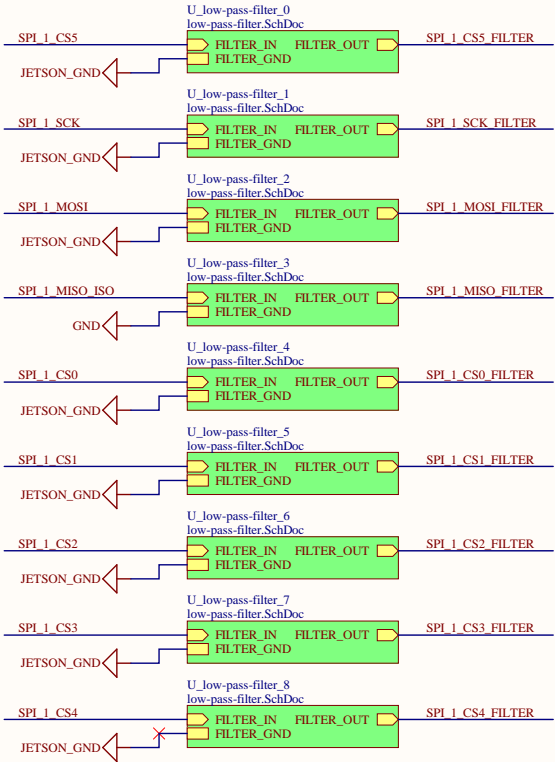 U_low-pass-filter_0
low-pass-filter.SchDoc
SPI_1_CS5 FILTER_IN FILTER_OUT SPI_1_CS5_FILTER
JETSON_GND FILTER_GND
U_low-pass-filter_1
low-pass-filter.SchDoc
SPI_1_SCK FILTER_IN FILTER_OUT SPI_1_SCK_FILTER
JETSON_GND FILTER_GND
U_low-pass-filter_2
low-pass-filter.SchDoc
SPI_1_MOSI FILTER_IN FILTER_OUT SPI_1_MOSI_FILTER
JETSON_GND FILTER_GND
U_low-pass-filter_3
low-pass-filter.SchDoc
SPI_1_MISO_ISO FILTER_IN FILTER_OUT SPI_1_MISO_FILTER
GND FILTER_GND
U_low-pass-filter_4
low-pass-filter.SchDoc
SPI_1_CS0 FILTER_IN FILTER_OUT SPI_1_CS0_FILTER
JETSON_GND FILTER_GND
U_low-pass-filter_5
low-pass-filter.SchDoc
SPI_1_CS1 FILTER_IN FILTER_OUT SPI_1_CS1_FILTER
JETSON_GND FILTER_GND
U_low-pass-filter_6
low-pass-filter.SchDoc
SPI_1_CS2 FILTER_IN FILTER_OUT SPI_1_CS2_FILTER
JETSON_GND FILTER_GND
U_low-pass-filter_7
low-pass-filter.SchDoc
SPI_1_CS3 FILTER_IN FILTER_OUT SPI_1_CS3_FILTER
JETSON_GND FILTER_GND
U_low-pass-filter_8
low-pass-filter.SchDoc
SPI_1_CS4 FILTER_IN FILTER_OUT SPI_1_CS4_FILTER
JETSON_GND FILTER_GND